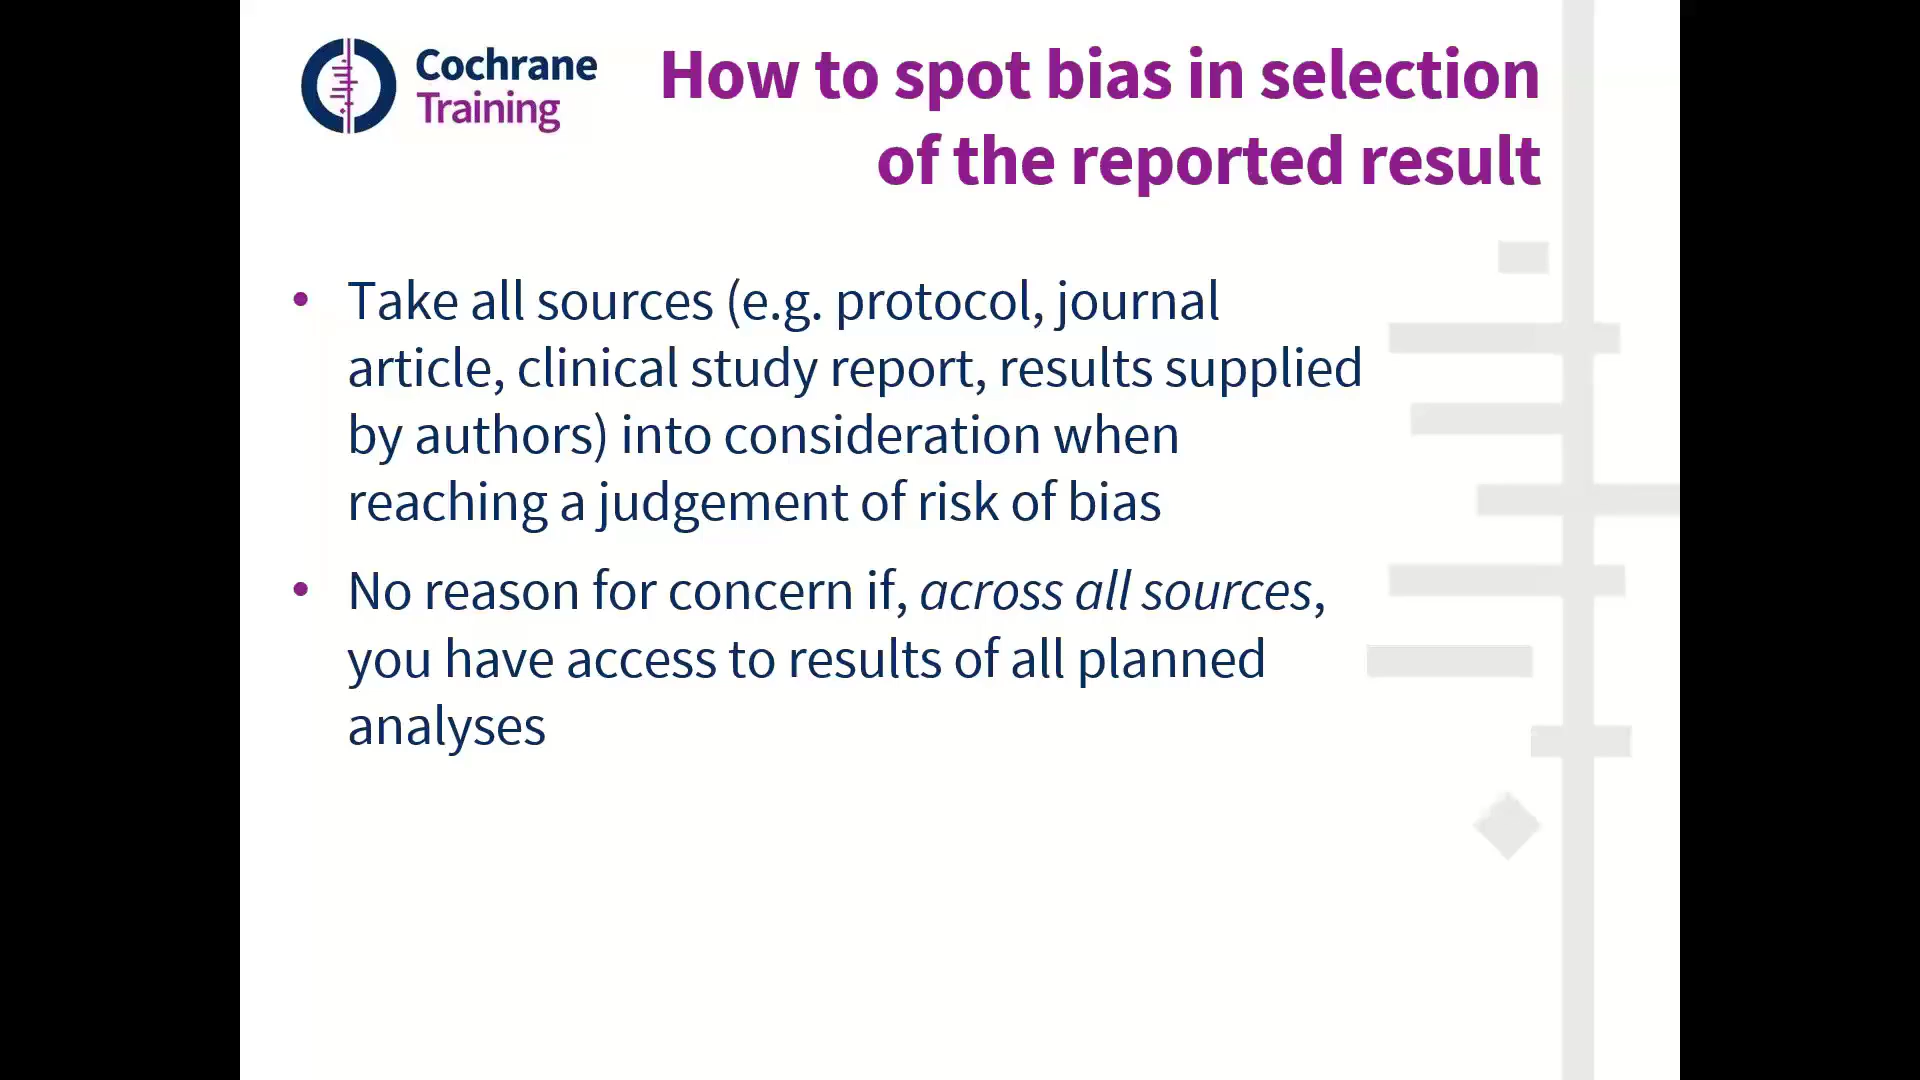 Cochrane
Training
How to spot bias in selection
of the reported result
• Take all sources (e.g. protocol, journal
article, clinical study report, results supplied
by authors) into consideration when
reaching a judgement of risk of bias
• No reason for concern if, across all sources,
you have access to results of all planned
analyses